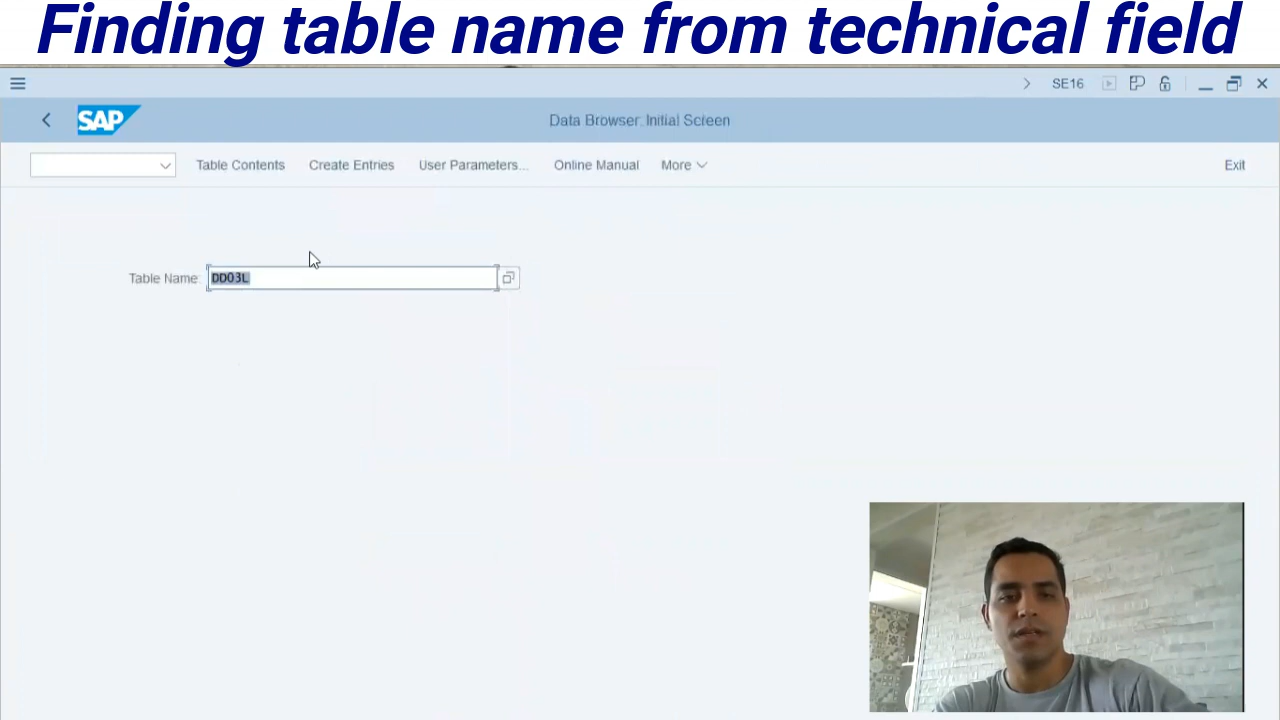 Finding table name from technical field
SE16
SAP
Data Browser: Initial Screen
Table Contents
Create Entries
User Parameters...
Online Manual
More
Exit
Table Name:
DD03L